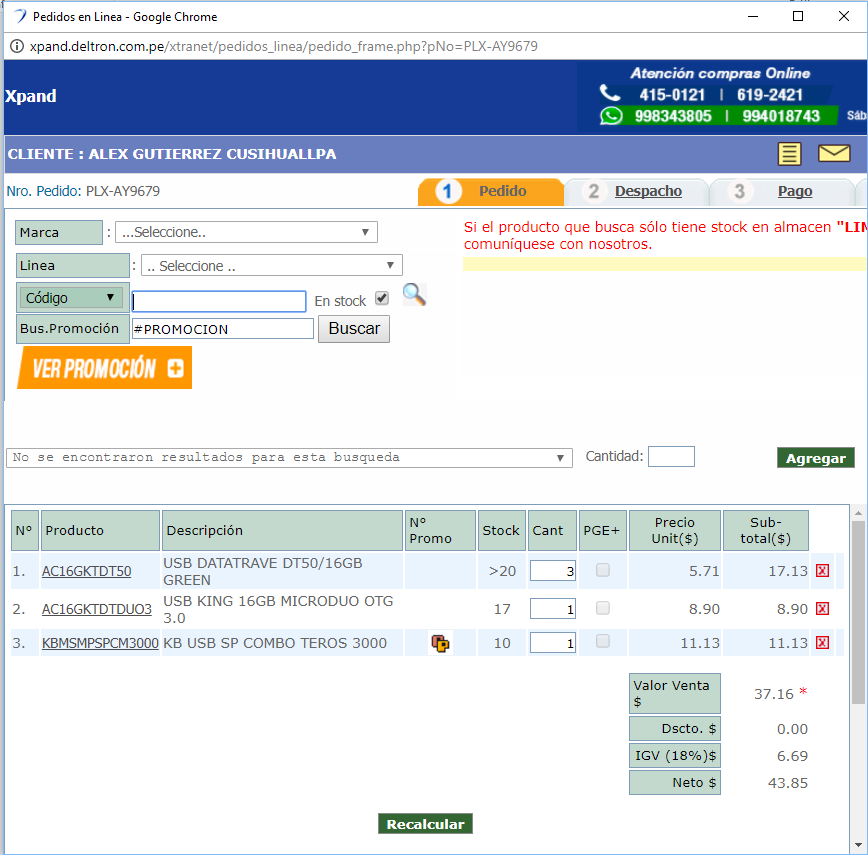 Pedidos en Linea - Google Chrome
xpand.deltron.com.pe/xtranet/pedidos_linea/pedido_frame.php?pNo=PLX-AY9679
Xpand
Atención compras Online
415-0121 | 619-2421
998343805 | 994018743
Sáb
CLIENTE : ALEX GUTIERREZ CUSIHUALLPA
Nro. Pedido: PLX-AY9679
1 Pedido
2 Despacho
3 Pago
Marca : ...Seleccione..
Linea : .. Seleccione ..
Código
En stock
Bus.Promoción #PROMOCION Buscar
VER PROMOCIÓN
Si el producto que busca sólo tiene stock en almacen "LIN
comuníquese con nosotros.
No se encontraron resultados para esta busqueda
Cantidad:
Agregar
Nº Producto Descripción Nº Promo Stock Cant PGE+ Precio Unit($) Sub-total($)
1. AC16GKTDT50 USB DATATRAVE DT50/16GB GREEN >20 3 5.71 17.13
2. AC16GKTDTDUO3 USB KING 16GB MICRODUO OTG 3.0 17 1 8.90 8.90
3. KBMSMPSPCM3000 KB USB SP COMBO TEROS 3000 10 1 11.13 11.13
Valor Venta $ 37.16 *
Dscto. $ 0.00
IGV (18%)$ 6.69
Neto $ 43.85
Recalcular